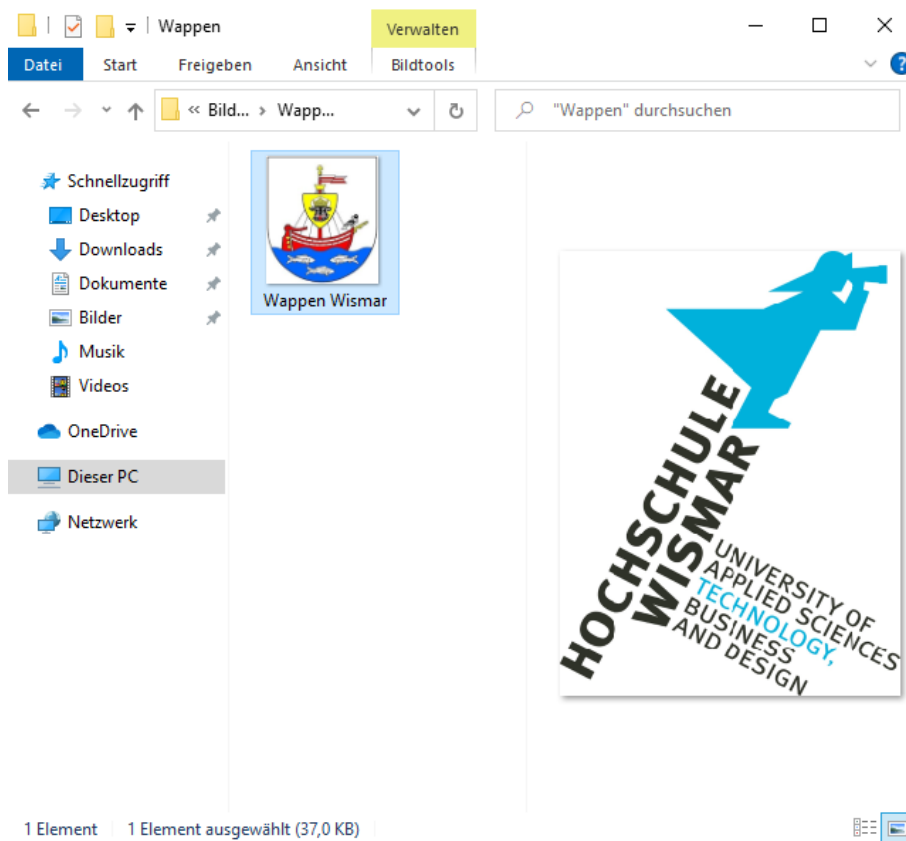 Wappen
Verwalten
Datei
Start
Freigeben
Ansicht
Bildtools
?
« Bild... › Wapp...
"Wappen" durchsuchen
Schnellzugriff
Desktop
Downloads
Dokumente
Bilder
Musik
Videos
OneDrive
Dieser PC
Netzwerk
Wappen Wismar
HOCHSCHULE
WISMAR
UNIVERSITY OF
APPLIED SCIENCES
TECHNOLOGY,
BUSINESS
AND DESIGN
1 Element
1 Element ausgewählt (37,0 KB)